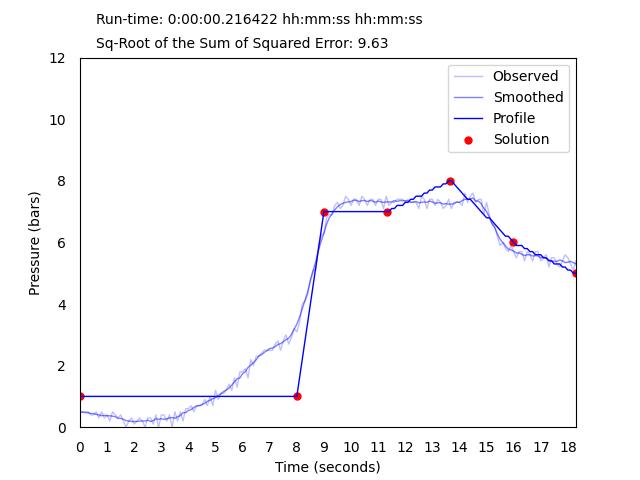 Run-time: 0:00:00.216422 hh:mm:ss hh:mm:ss
Sq-Root of the Sum of Squared Error: 9.63
Observed
Smoothed
Profile
Solution
Pressure (bars)
12
10
8
6
4
2
0
0 1 2 3 4 5 6 7 8 9 10 11 12 13 14 15 16 17 18
Time (seconds)